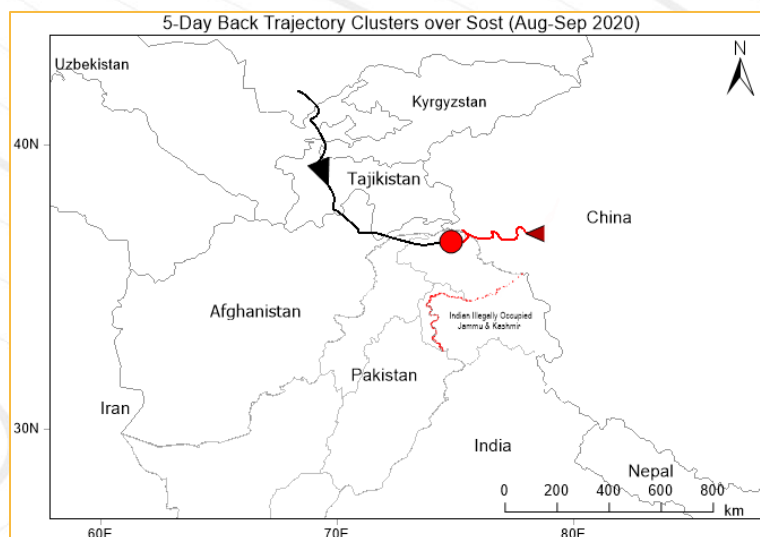 5-Day Back Trajectory Clusters over Sost (Aug-Sep 2020)
N
Uzbekistan
Kyrgyzstan
40N
Tajikistan
China
Afghanistan
Indian Illegally Occupied
Jammu & Kashmir
Pakistan
Iran
30N
India
Nepal
0 200 400 600 800
km
60E 70E 80E